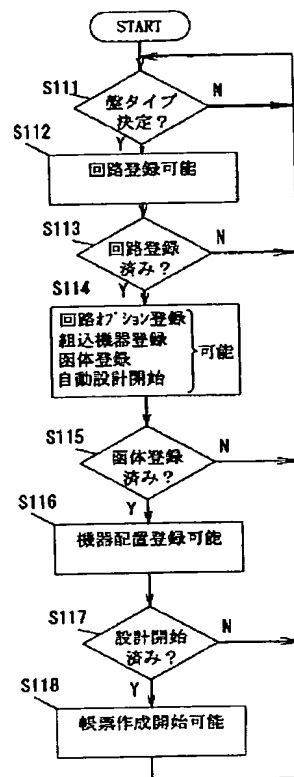 START
S111
盤タイプ
決定？
N
Y
S112
回路登録可能
S113
回路登録
済み？
N
Y
S114
回路オプション登録
組込機器登録
函体登録
自動設計開始
可能
S115
函体登録
済み？
N
Y
S116
機器配置登録可能
S117
設計開始
済み？
N
Y
S118
帳票作成開始可能